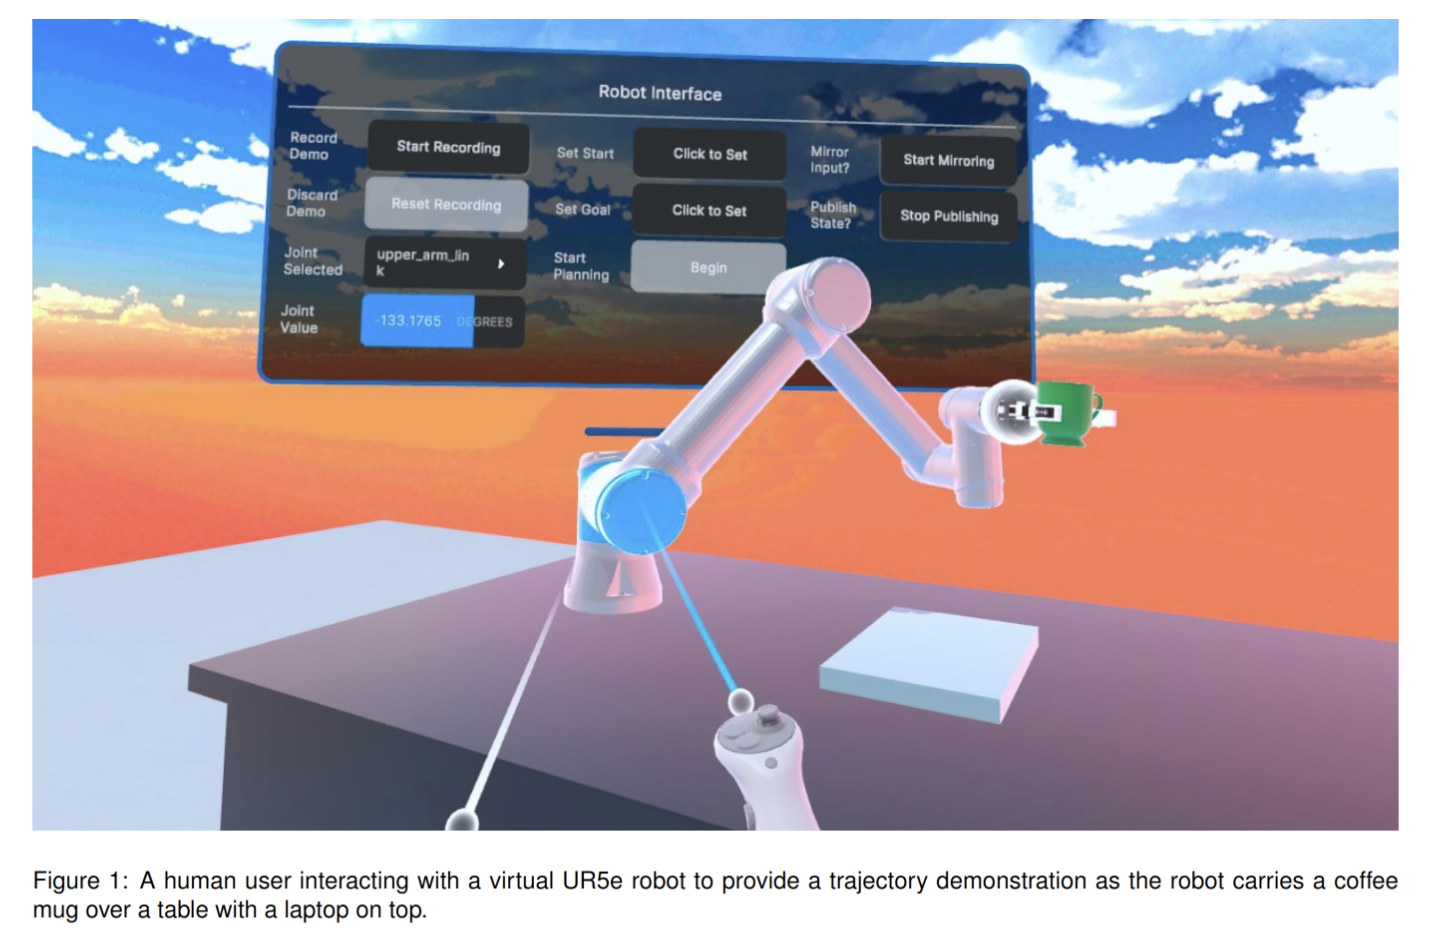 Robot Interface
Record
Demo
Start Recording
Set Start
Click to Set
Mirror
Input?
Start Mirroring
Discard
Demo
Reset Recording
Set Goal
Click to Set
Publish
State?
Stop Publishing
Joint
Selected
upper_arm_lin
k
Start
Planning
Begin
Joint
Value
-133.1765 DEGREES
Figure 1: A human user interacting with a virtual UR5e robot to provide a trajectory demonstration as the robot carries a coffee
mug over a table with a laptop on top.